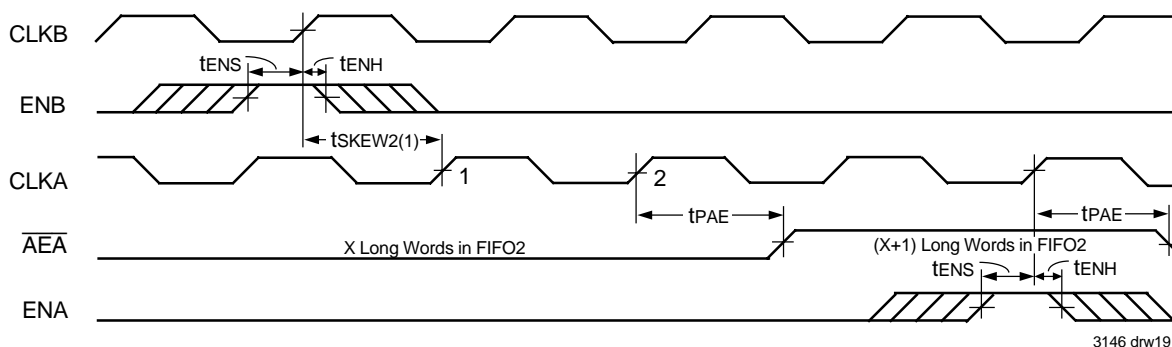 CLKB
tENS
tENH
ENB
tSKEW2(1)
CLKA
1
2
tPAE
tPAE
AEA
X Long Words in FIFO2
(X+1) Long Words in FIFO2
tENS
tENH
ENA
3146 drw19